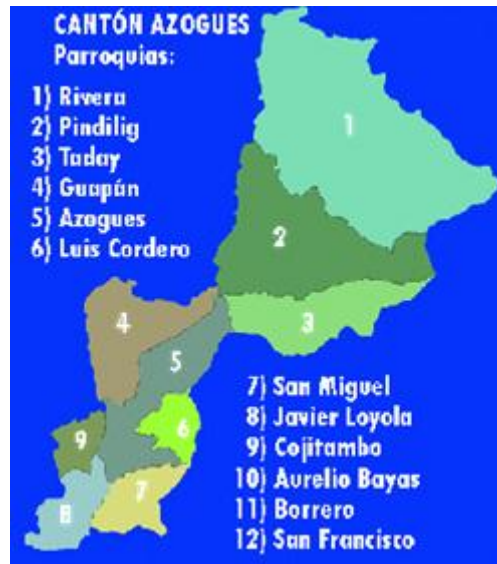 CANTÓN AZOGUES
Parroquias:
1) Rivera
2) Pindilig
3) Taday
4) Guapán
5) Azogues
6) Luis Cordero
1
2
3
4
5
6
7
8
9
7) San Miguel
8) Javier Loyola
9) Cojitambo
10) Aurelio Bayas
11) Borrero
12) San Francisco